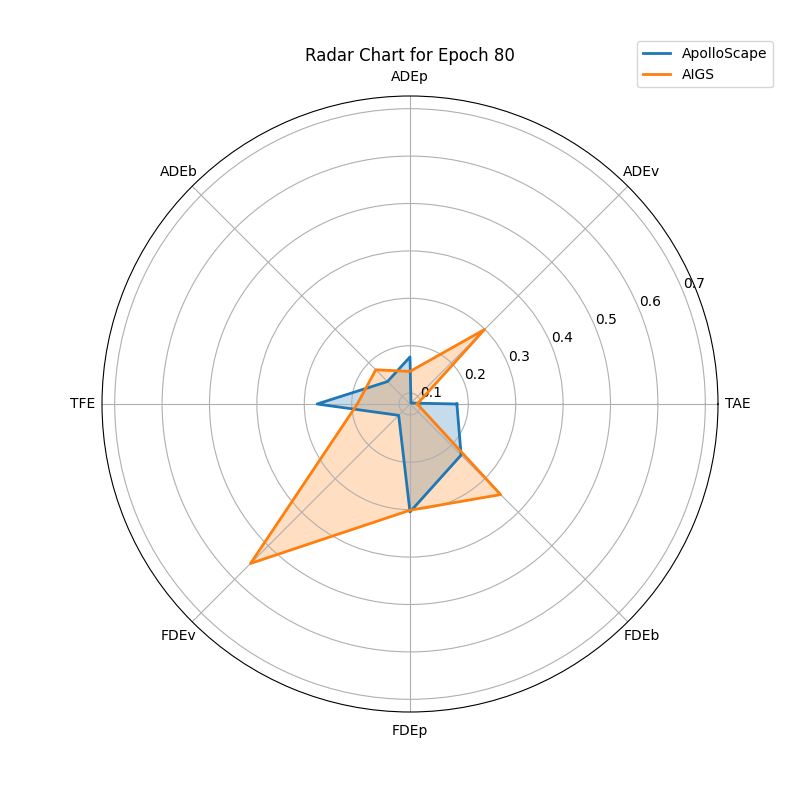 Radar Chart for Epoch 80
ApolloScape
AIGS
ADEp
ADEb
ADEv
0.7
0.6
0.5
0.4
0.3
0.2
0.1
TFE
TAE
FDEv
FDEb
FDEp